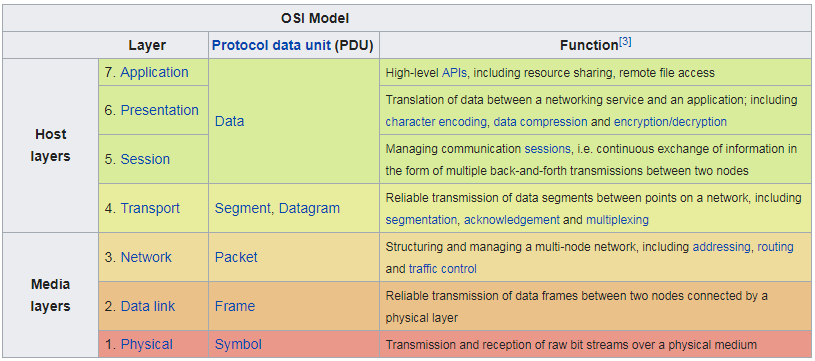 OSI Model
Layer Protocol data unit (PDU) Function[3]
Host
layers
7. Application
Data
High-level APIs, including resource sharing, remote file access
6. Presentation
Translation of data between a networking service and an application; including
character encoding, data compression and encryption/decryption
5. Session
Managing communication sessions, i.e. continuous exchange of information in
the form of multiple back-and-forth transmissions between two nodes
4. Transport
Segment, Datagram
Reliable transmission of data segments between points on a network, including
segmentation, acknowledgement and multiplexing
Media
layers
3. Network
Packet
Structuring and managing a multi-node network, including addressing, routing
and traffic control
2. Data link
Frame
Reliable transmission of data frames between two nodes connected by a
physical layer
1. Physical
Symbol
Transmission and reception of raw bit streams over a physical medium